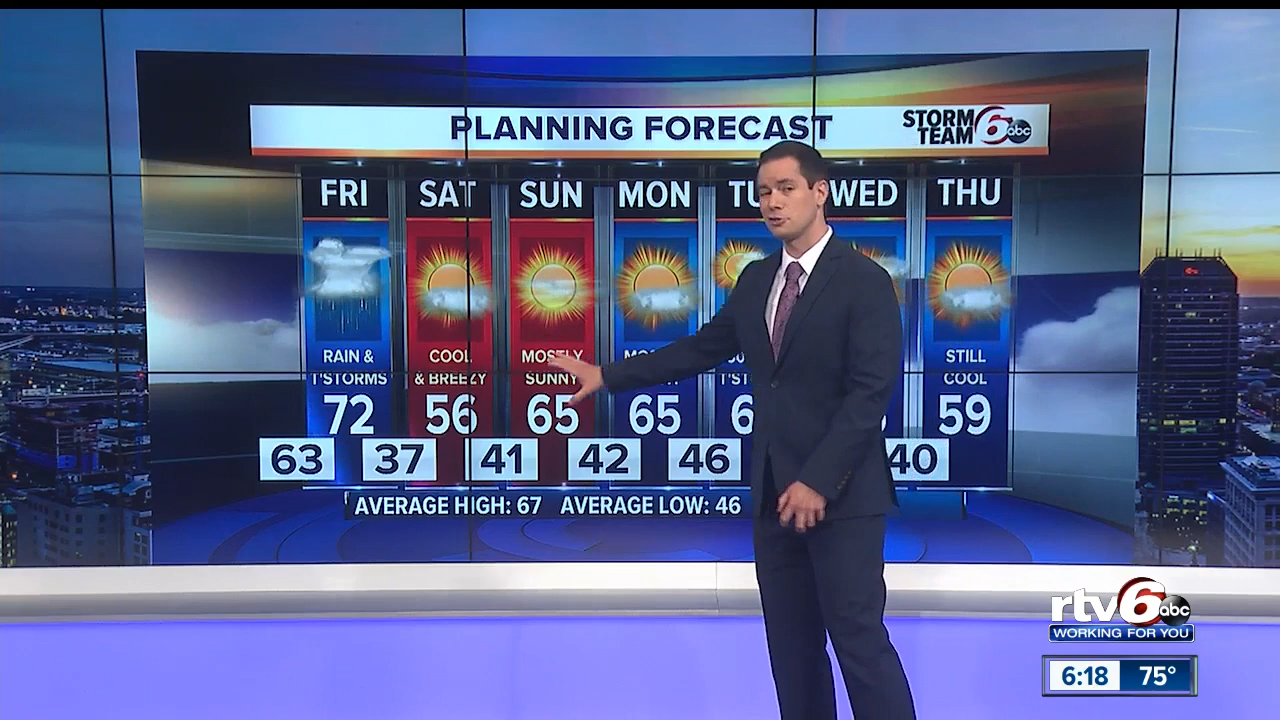 PLANNING FORECAST
STORM
TEAM 6 abc
FRI SAT SUN MON WED THU
RAIN & COOL MOSTLY STILL
T'STORMS & BREEZY SUNNY COOL
72 56 65 65 59
63 37 41 42 46 40
AVERAGE HIGH: 67 AVERAGE LOW: 46
rtv6 abc
WORKING FOR YOU
6:18 75°